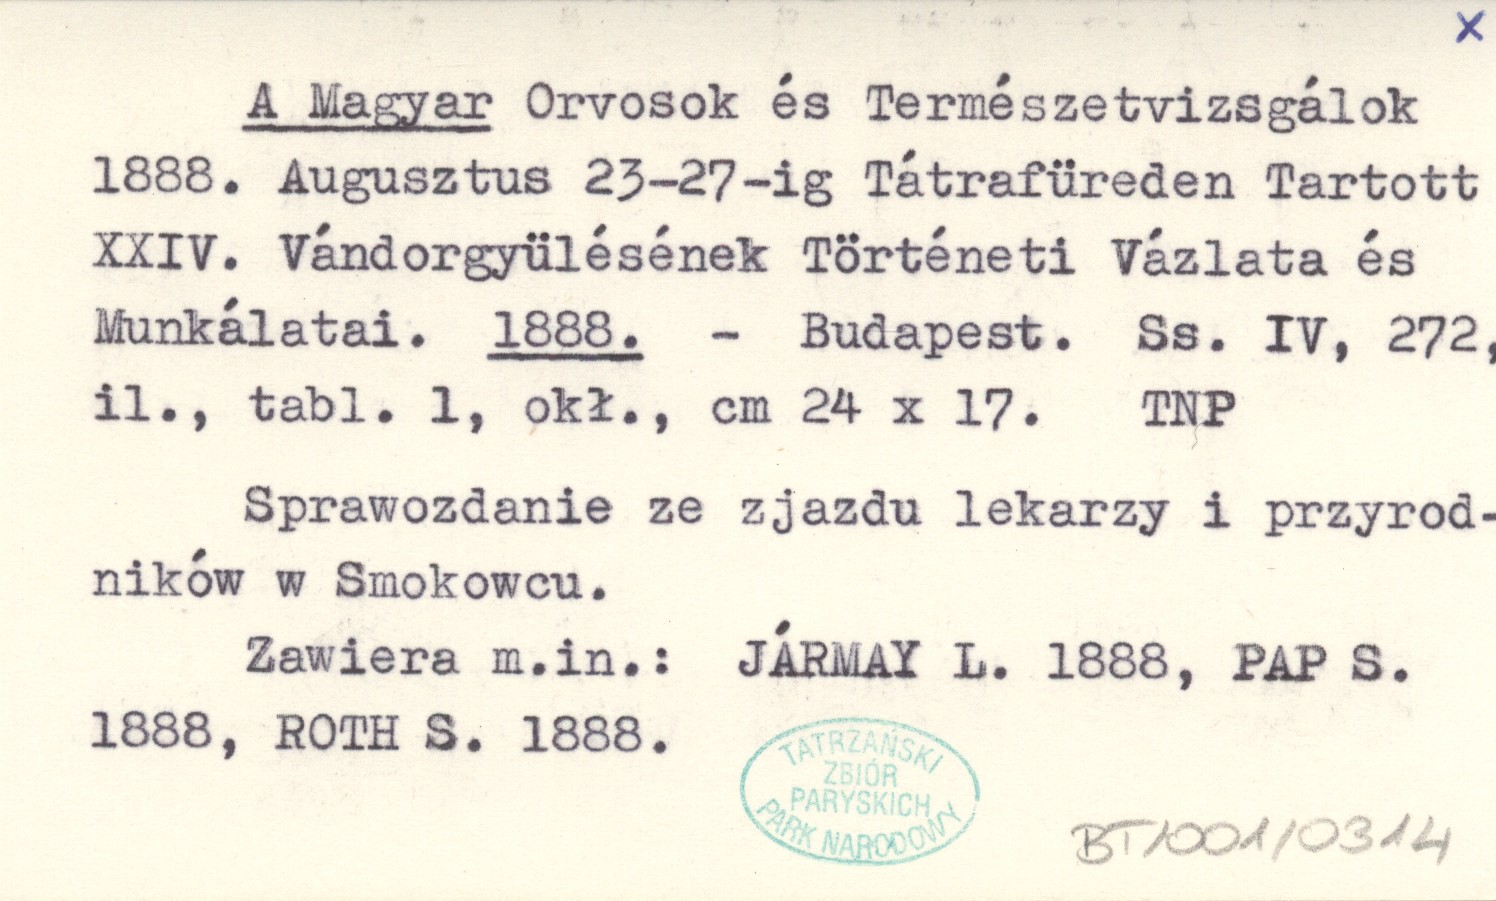 x
A Magyar Orvosok és Természetvizsgálok
1888. Augusztus 23-27-ig Tátrafüreden Tartott
XXIV. Vándorgyülésének Történeti Vázlata és
Munkálatai. 1888. - Budapest. Ss. IV, 272,
il., tabl. 1, okł., cm 24 x 17. TNP
Sprawozdanie ze zjazdu lekarzy i przyrod-
ników w Smokowcu.
Zawiera m.in.: JÁRMAY L. 1888, PAP S.
1888, ROTH S. 1888.
TATRZAŃSKI
ZBIÓR
PARYSKICH
PARK NARODOWY
BT/001/0314